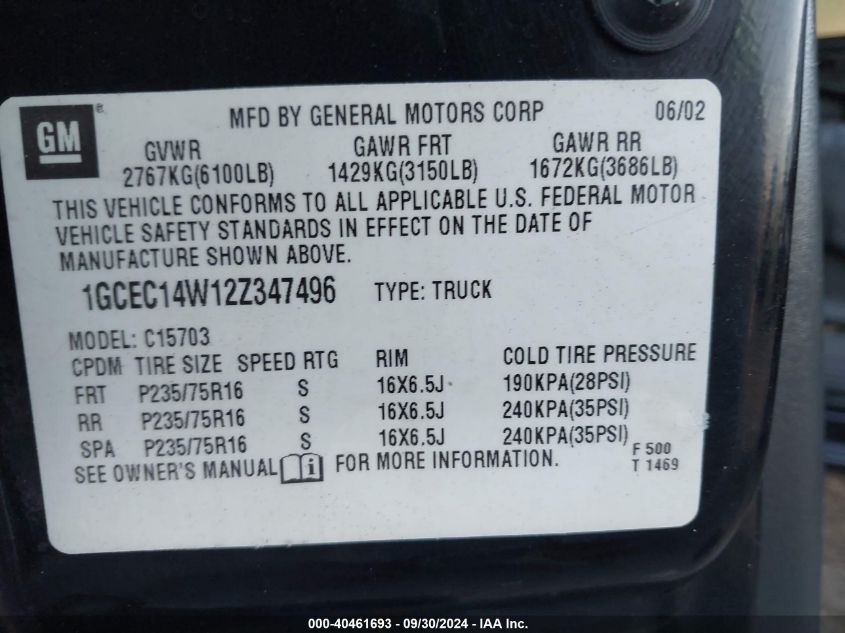 GM ®
MFD BY GENERAL MOTORS CORP 06/02
GVWR GAWR FRT GAWR RR
2767KG(6100LB) 1429KG(3150LB) 1672KG(3686LB)
THIS VEHICLE CONFORMS TO ALL APPLICABLE U.S. FEDERAL MOTOR
VEHICLE SAFETY STANDARDS IN EFFECT ON THE DATE OF
MANUFACTURE SHOWN ABOVE.
1GCEC14W12Z347496 TYPE: TRUCK
MODEL: C15703
CPDM TIRE SIZE SPEED RTG RIM COLD TIRE PRESSURE
FRT P235/75R16 S 16X6.5J 190KPA(28PSI)
RR P235/75R16 S 16X6.5J 240KPA(35PSI)
SPA P235/75R16 S 16X6.5J 240KPA(35PSI)
SEE OWNER'S MANUAL FOR MORE INFORMATION.
F 500
T 1469
000-40461693 - 09/30/2024 - www.iaai.com